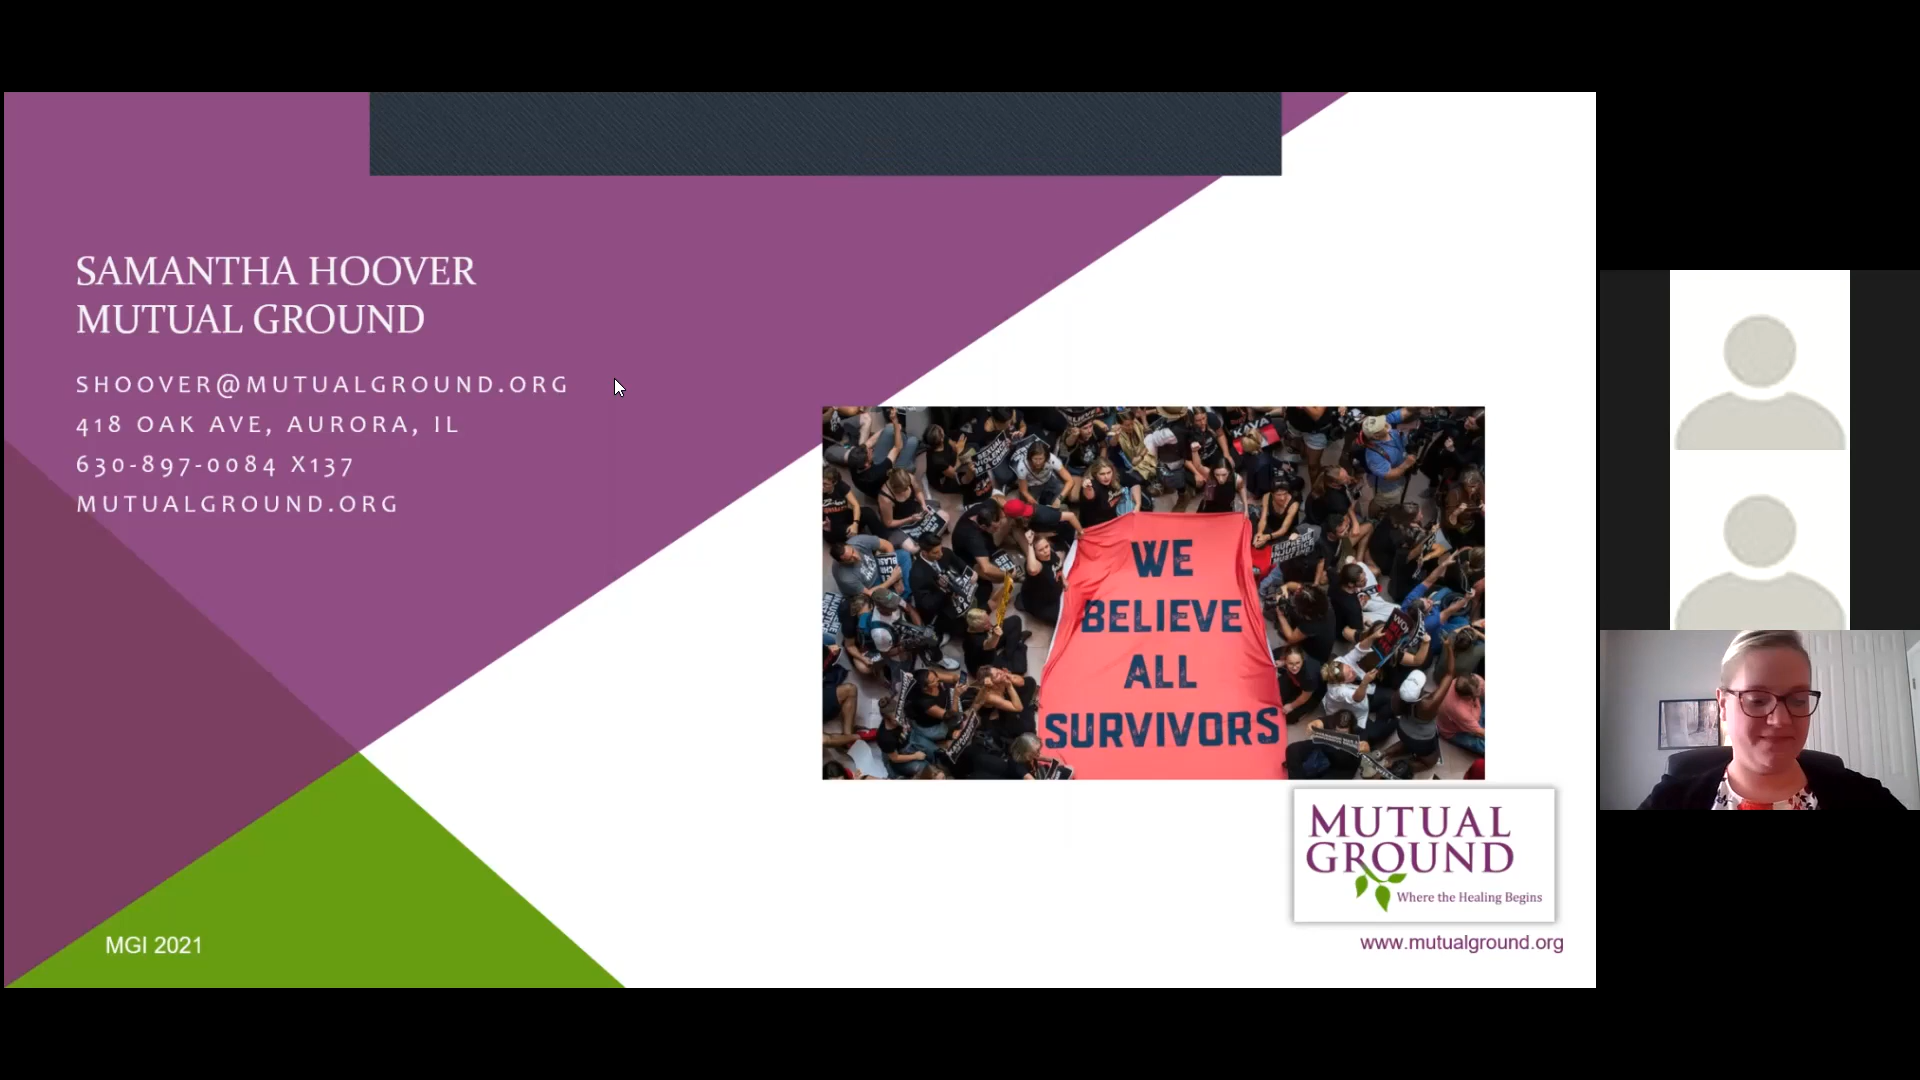 SAMANTHA HOOVER
MUTUAL GROUND
SHOOVER@MUTUALGROUND.ORG
418 OAK AVE, AURORA, IL
630-897-0084 X137
MUTUALGROUND.ORG
WE
BELIEVE
ALL
SURVIVORS
MUTUAL
GROUND
Where the Healing Begins
MGI 2021
www.mutualground.org